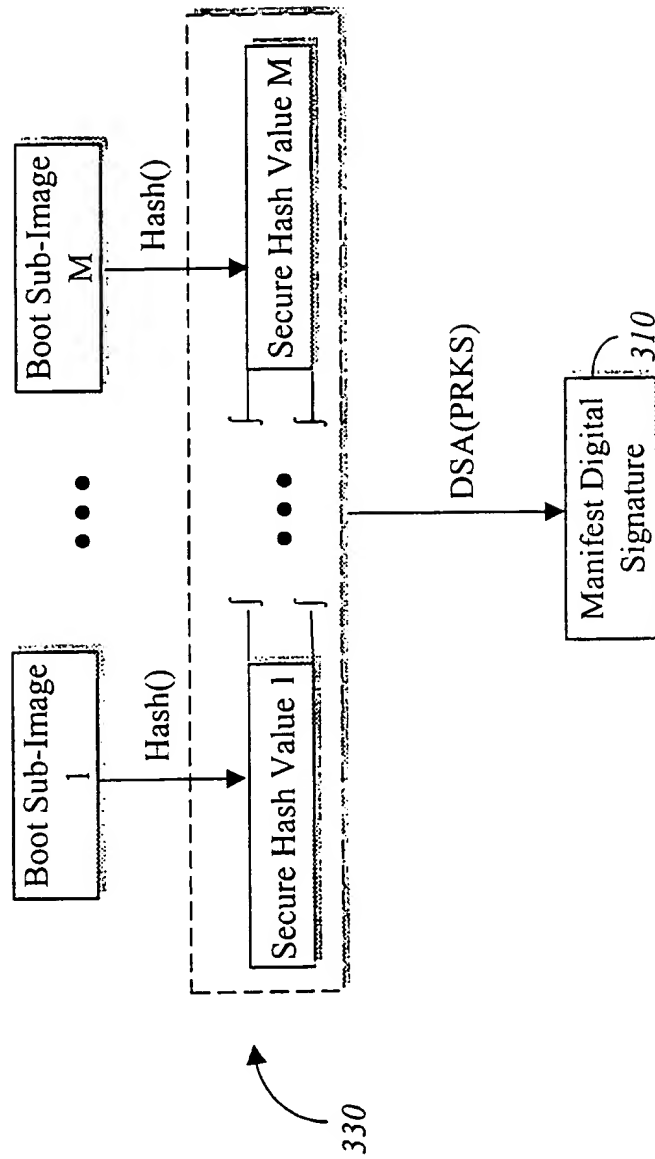 Boot Sub-Image
1
Boot Sub-Image
M
Hash()
Hash()
Secure Hash Value 1
Secure Hash Value M
330
DSA(PRKS)
Manifest Digital
Signature
310